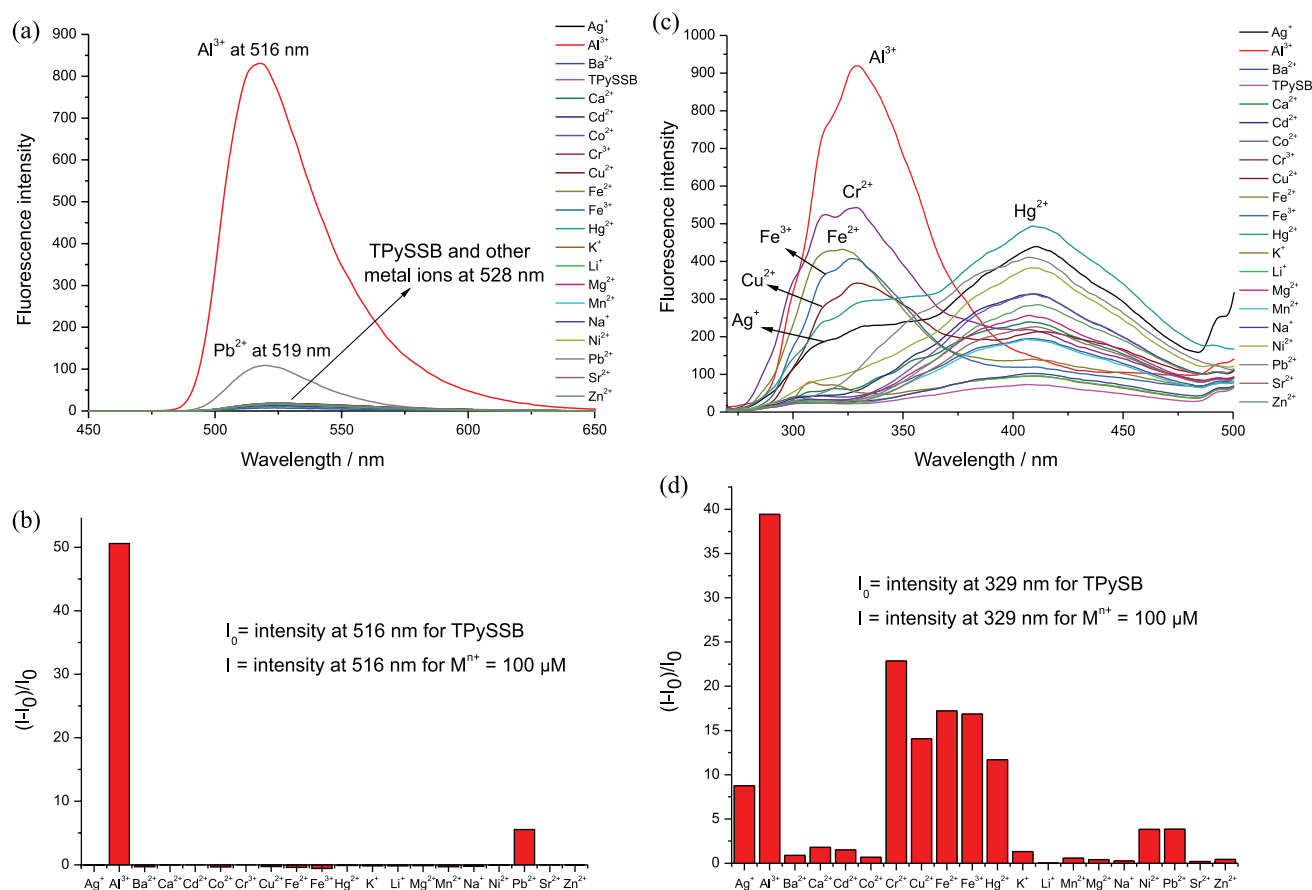 (a)
900
800
700
600
500
400
300
200
100
0
Fluorescence intensity
450
500
550
600
650
Wavelength / nm
Al³⁺ at 516 nm
TPySSB and other
metal ions at 528 nm
Pb²⁺ at 519 nm
Ag⁺
Al³⁺
Ba²⁺
TPySSB
Ca²⁺
Cd²⁺
Co²⁺
Cr³⁺
Cu²⁺
Fe²⁺
Fe³⁺
Hg²⁺
K⁺
Li⁺
Mg²⁺
Mn²⁺
Na⁺
Ni²⁺
Pb²⁺
Sr²⁺
Zn²⁺
(c)
1000
900
800
700
600
500
400
300
200
100
0
Fluorescence intensity
300
350
400
450
500
Wavelength / nm
Al³⁺
Cr²⁺
Hg²⁺
Fe³⁺
Fe²⁺
Cu²⁺
Ag⁺
Ag⁺
Al³⁺
Ba²⁺
TPySB
Ca²⁺
Cd²⁺
Co²⁺
Cr³⁺
Cu²⁺
Fe²⁺
Fe³⁺
Hg²⁺
K⁺
Li⁺
Mg²⁺
Mn²⁺
Na⁺
Ni²⁺
Pb²⁺
Sr²⁺
Zn²⁺
(b)
50
40
30
20
10
0
(I-I₀)/I₀
I₀= intensity at 516 nm for TPySSB
I = intensity at 516 nm for Mⁿ⁺ = 100 µM
Ag⁺ Al³⁺ Ba²⁺ Ca²⁺ Cd²⁺ Co²⁺ Cr³⁺ Cu²⁺ Fe²⁺ Fe³⁺ Hg²⁺ K⁺ Li⁺ Mg²⁺ Mn²⁺ Na⁺ Ni²⁺ Pb²⁺ Sr²⁺ Zn²⁺
(d)
40
35
30
25
20
15
10
5
0
(I-I₀)/I₀
I₀= intensity at 329 nm for TPySB
I = intensity at 329 nm for Mⁿ⁺ = 100 µM
Ag⁺ Al³⁺ Ba²⁺ Ca²⁺ Cd²⁺ Co²⁺ Cr²⁺ Cu²⁺ Fe²⁺ Fe³⁺ Hg²⁺ K⁺ Li⁺ Mn²⁺ Mg²⁺ Na⁺ Ni²⁺ Pb²⁺ Sr²⁺ Zn²⁺